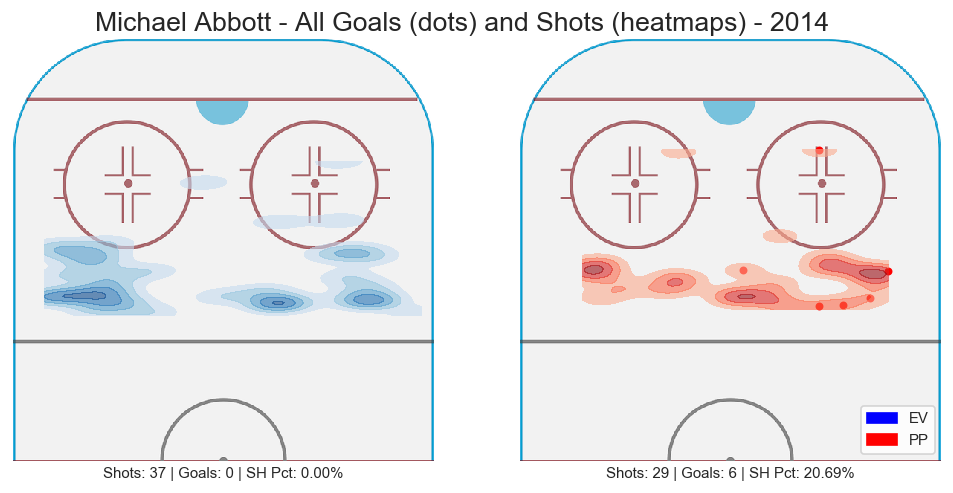 Michael Abbott - All Goals (dots) and Shots (heatmaps) - 2014
EV
PP
Shots: 37 | Goals: 0 | SH Pct: 0.00%
Shots: 29 | Goals: 6 | SH Pct: 20.69%